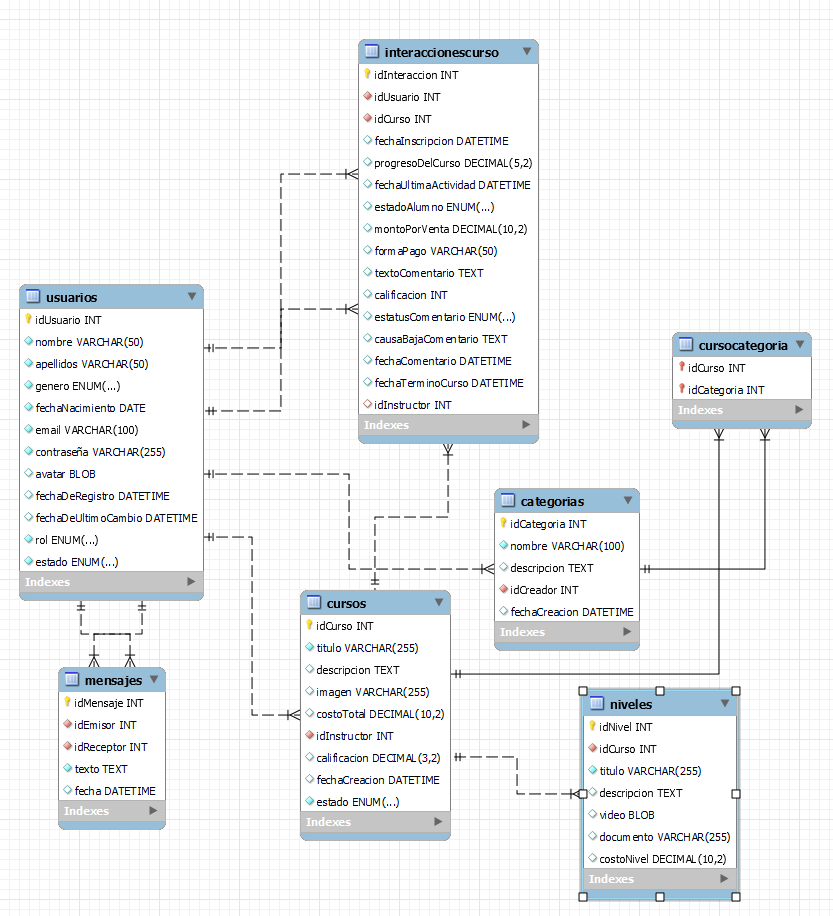 interaccionescurso
idInteraccion INT
idUsuario INT
idCurso INT
fechaInscripcion DATETIME
progresoDelCurso DECIMAL(5,2)
fechaUltimaActividad DATETIME
estadoAlumno ENUM(...)
montoPorVenta DECIMAL(10,2)
formaPago VARCHAR(50)
textoComentario TEXT
calificacion INT
estatusComentario ENUM(...)
causaBajaComentario TEXT
fechaComentario DATETIME
fechaTerminoCurso DATETIME
idInstructor INT
Indexes
usuarios
idUsuario INT
nombre VARCHAR(50)
apellidos VARCHAR(50)
genero ENUM(...)
fechaNacimiento DATE
email VARCHAR(100)
contraseña VARCHAR(255)
avatar BLOB
fechaDeRegistro DATETIME
fechaDeUltimoCambio DATETIME
rol ENUM(...)
estado ENUM(...)
Indexes
cursocategoria
idCurso INT
idCategoria INT
Indexes
categorias
idCategoria INT
nombre VARCHAR(100)
descripcion TEXT
idCreador INT
fechaCreacion DATETIME
Indexes
cursos
idCurso INT
titulo VARCHAR(255)
descripcion TEXT
imagen VARCHAR(255)
costoTotal DECIMAL(10,2)
idInstructor INT
calificacion DECIMAL(3,2)
fechaCreacion DATETIME
estado ENUM(...)
Indexes
mensajes
idMensaje INT
idEmisor INT
idReceptor INT
texto TEXT
fecha DATETIME
Indexes
niveles
idNivel INT
idCurso INT
titulo VARCHAR(255)
descripcion TEXT
video BLOB
documento VARCHAR(255)
costoNivel DECIMAL(10,2)
Indexes